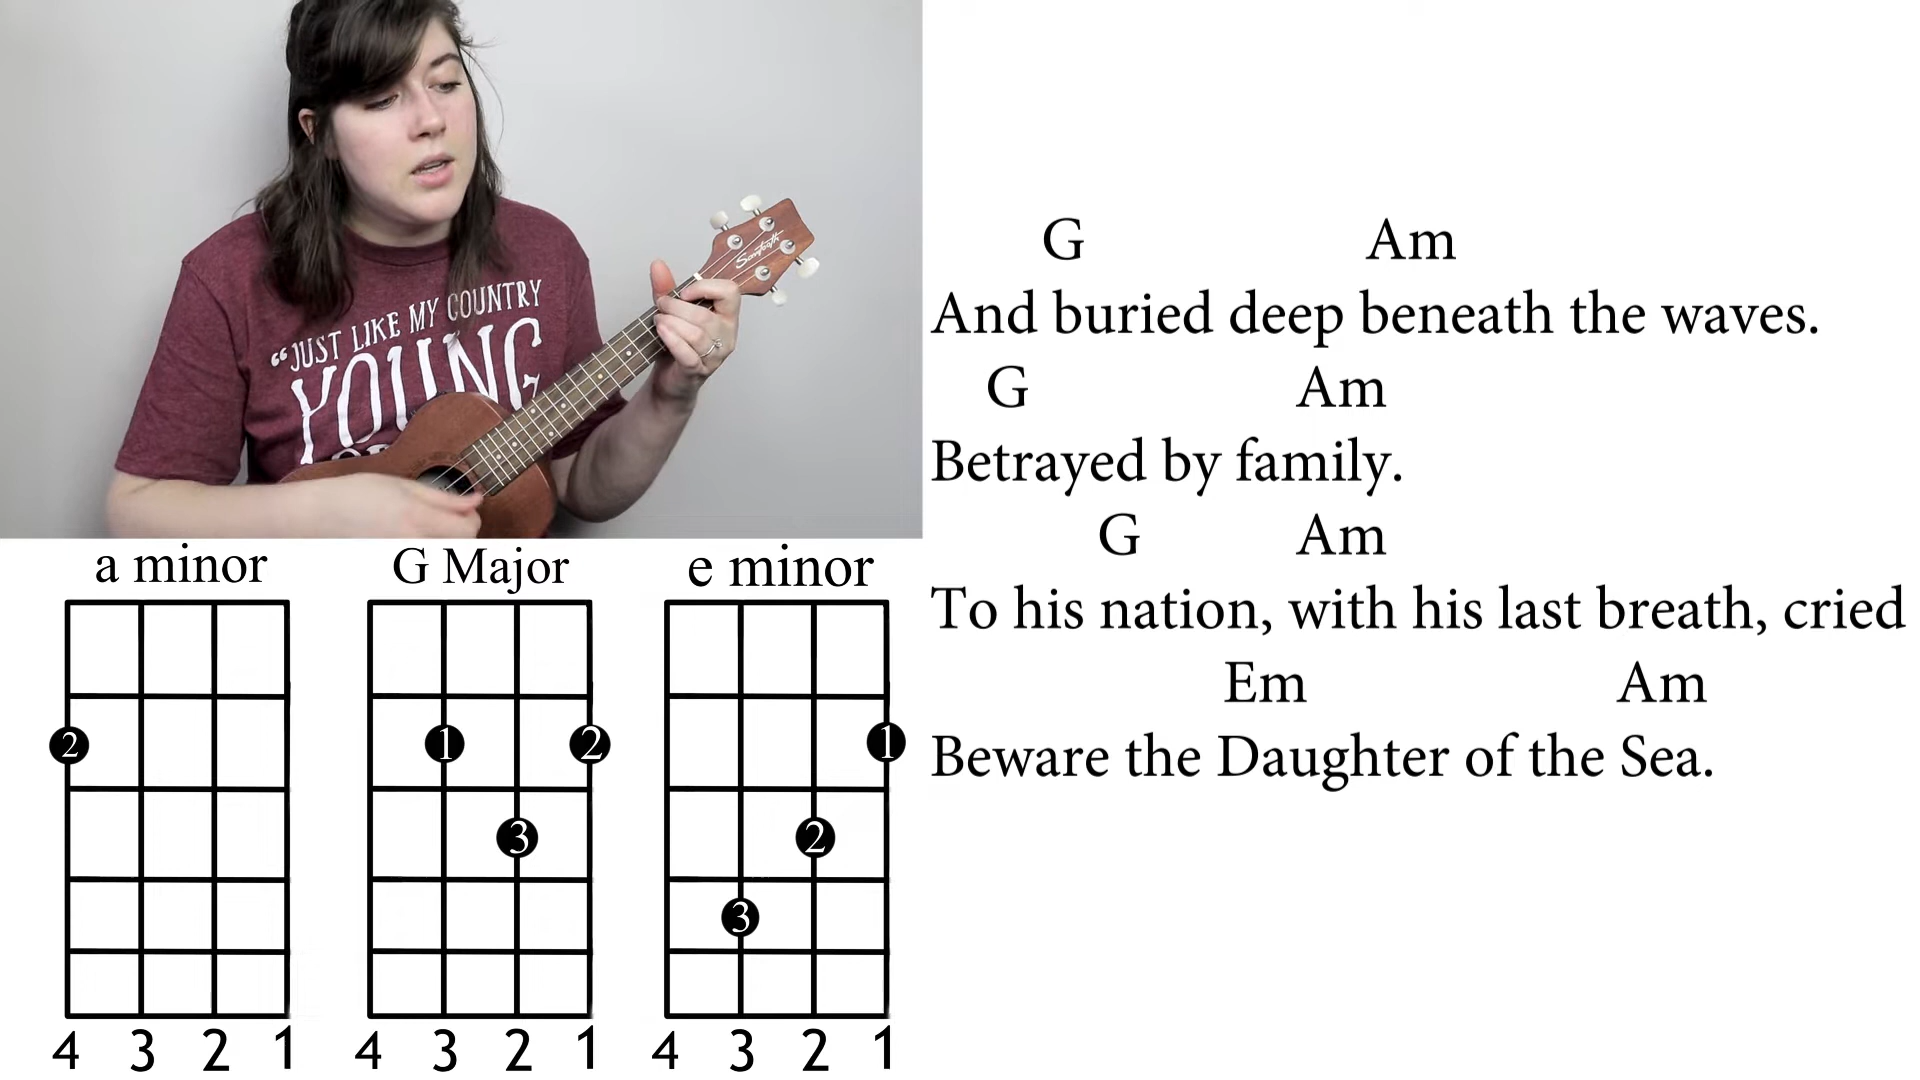 Sawtooth
“JUST LIKE MY COUNTRY
YOUNG
G Am
And buried deep beneath the waves.
G Am
Betrayed by family.
G Am
To his nation, with his last breath, cried
Em Am
Beware the Daughter of the Sea.
a minor G Major e minor
2 1 2 1
3 2
3
4 3 2 1 4 3 2 1 4 3 2 1